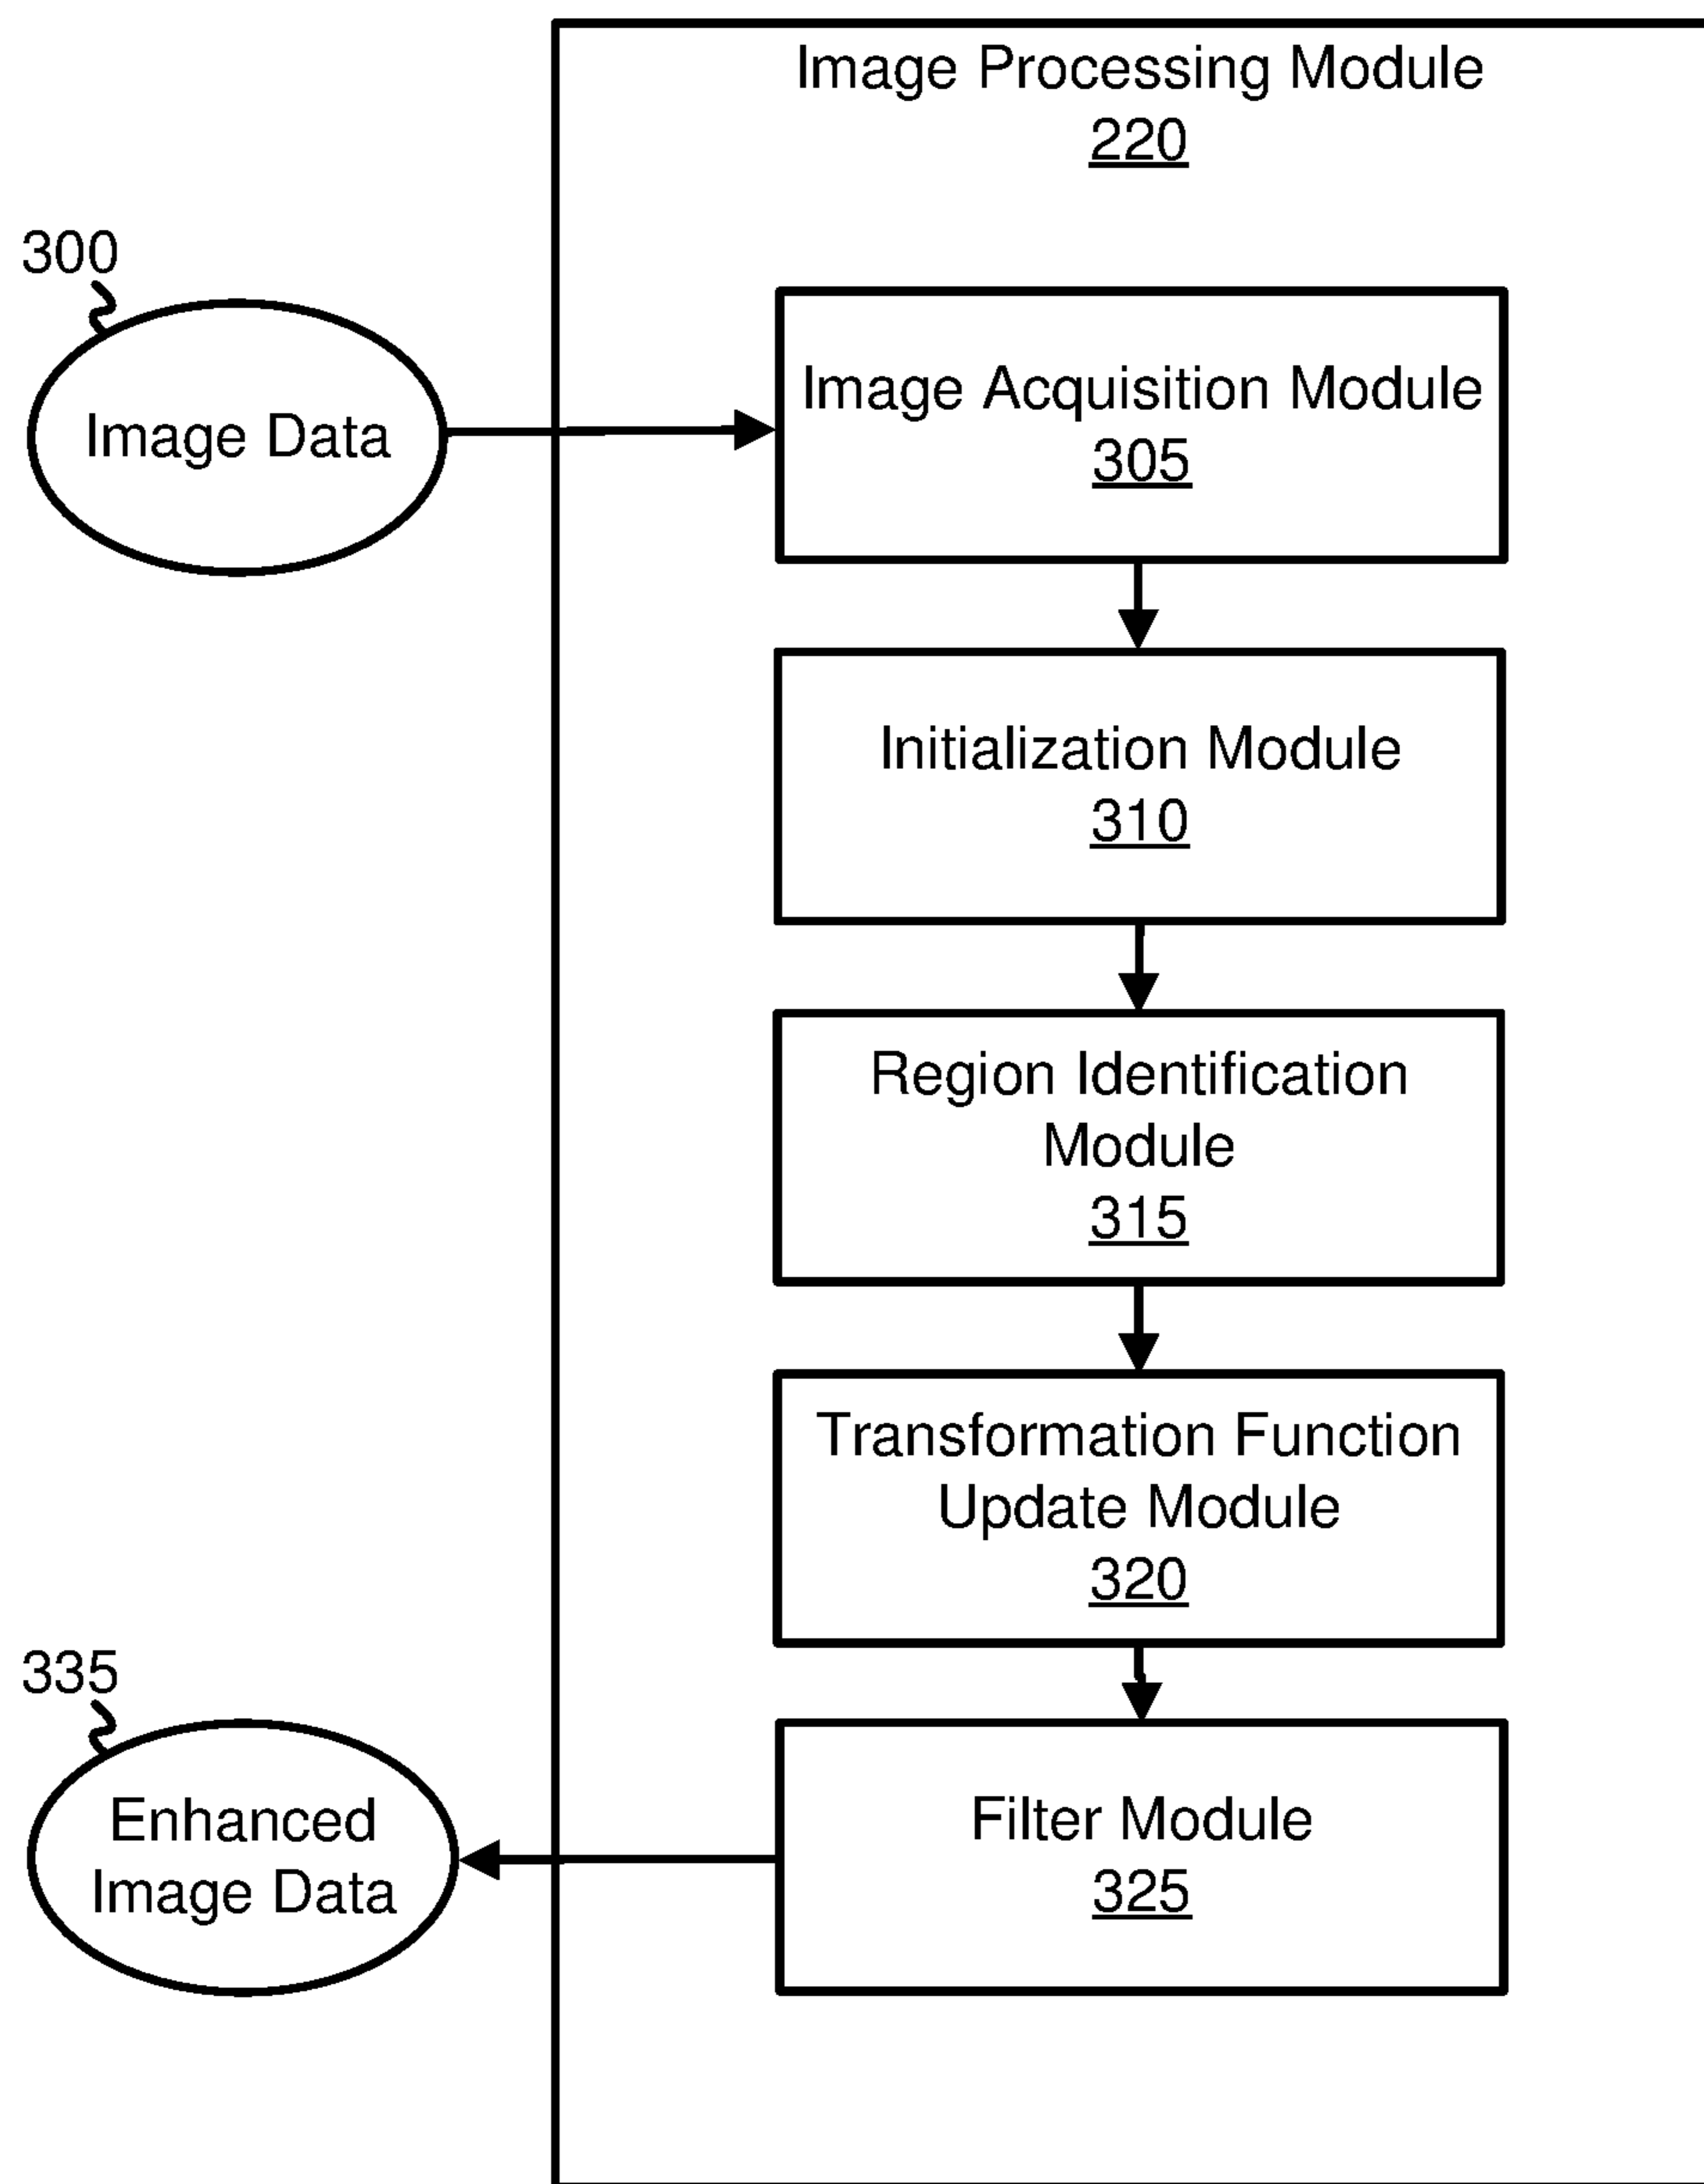 Image Processing Module
220
300
Image Data
Image Acquisition Module
305
Initialization Module
310
Region Identification
Module
315
Transformation Function
Update Module
320
335
Enhanced
Image Data
Filter Module
325